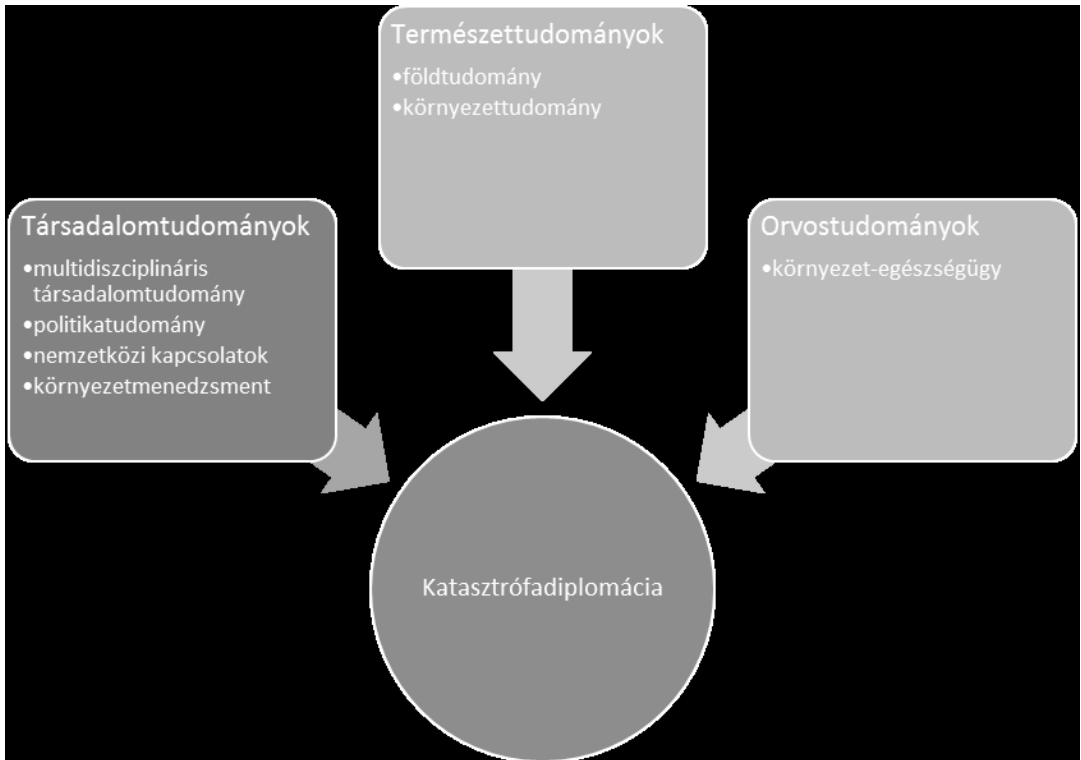 Természettudományok
•földtudomány
•környezettudomány
Társadalomtudományok
•multidiszciplináris
társadalomtudomány
•politikatudomány
•nemzetközi kapcsolatok
•környezetmenedzsment
Orvostudományok
•környezet-egészségügy
Katasztrófadiplomácia